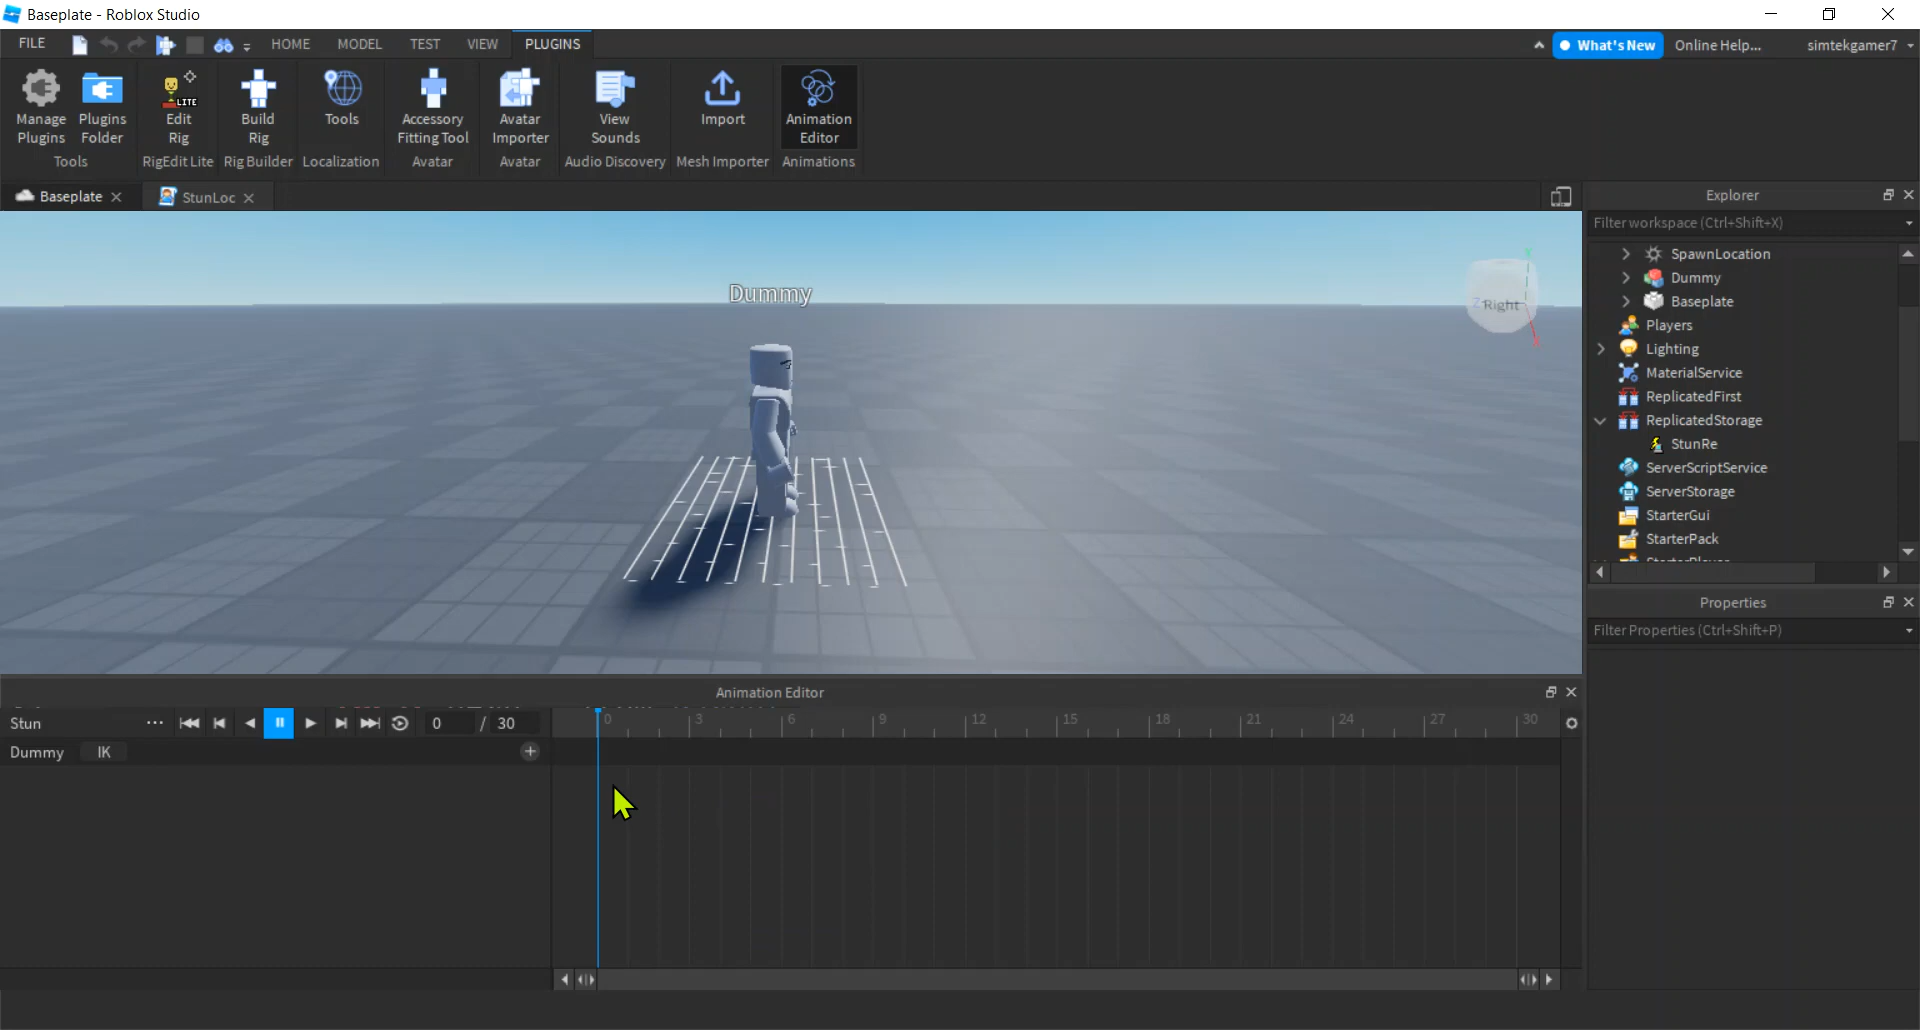 Baseplate - Roblox Studio
FILE HOME MODEL TEST VIEW PLUGINS What's New Online Help... simtekgamer7
Manage Plugins
Plugins Folder
LITE
Edit Rig
Build Rig
Tools
Accessory Fitting Tool
Avatar Importer
View Sounds
Import
Animation Editor
Tools RigEdit Lite Rig Builder Localization Avatar Avatar Audio Discovery Mesh Importer Animations
Baseplate StunLoc
Dummy
Right
Explorer
Filter workspace (Ctrl+Shift+X)
SpawnLocation
Dummy
Baseplate
Players
Lighting
MaterialService
ReplicatedFirst
ReplicatedStorage
StunRe
ServerScriptService
ServerStorage
StarterGui
StarterPack
Properties
Filter Properties (Ctrl+Shift+P)
Animation Editor
Stun ... 0 / 30 0 3 6 9 12 15 18 21 24 27 30
Dummy IK